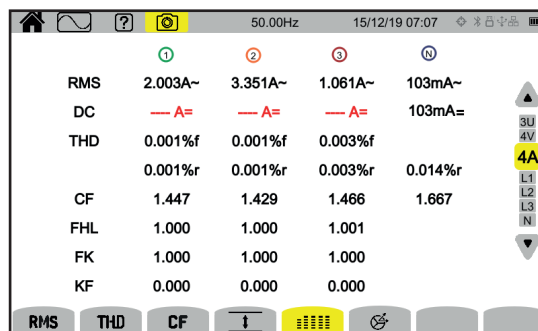 ? 50.00Hz 15/12/19 07:07
1 2 3 N
RMS 2.003A~ 3.351A~ 1.061A~ 103mA~
DC ---- A= ---- A= ---- A= 103mA=
THD 0.001%f 0.001%f 0.003%f
0.001%r 0.001%r 0.003%r 0.014%r
CF 1.447 1.429 1.466 1.667
FHL 1.000 1.000 1.001
FK 1.000 1.000 1.000
KF 0.000 0.000 0.000
3U
4V
4A
L1
L2
L3
N
RMS THD CF